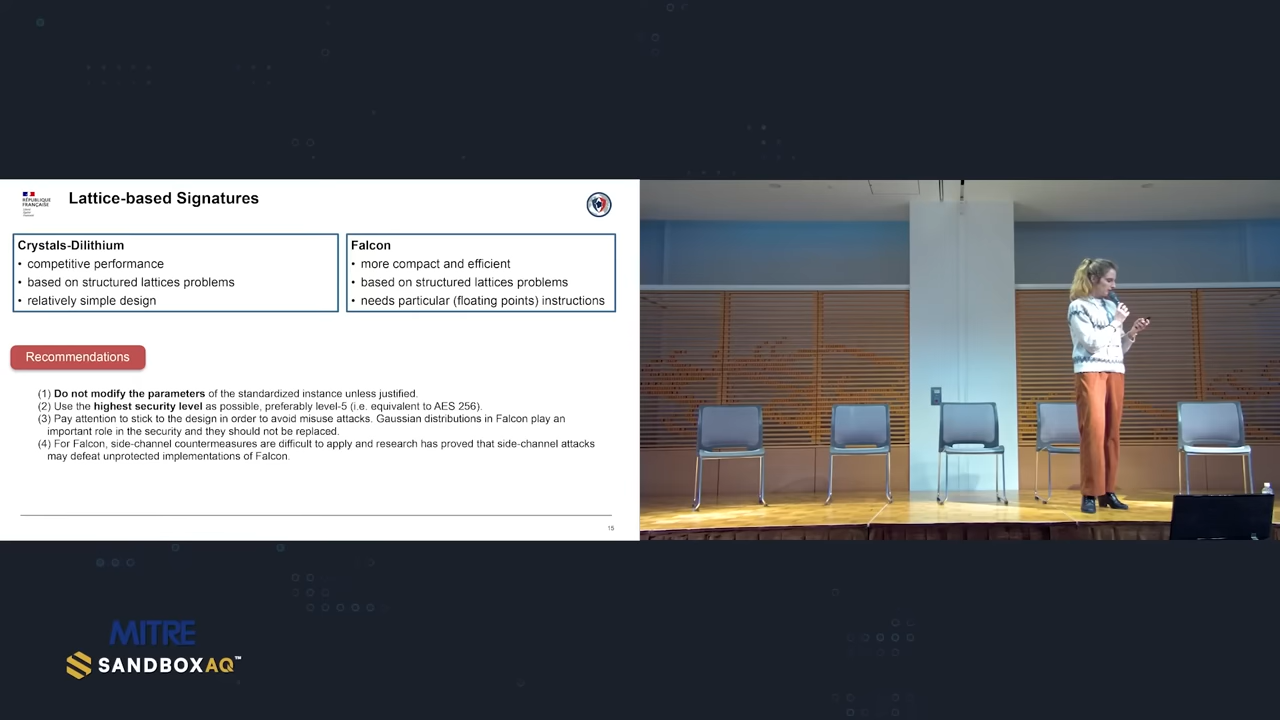 RÉPUBLIQUE
FRANÇAISE
Lattice-based Signatures
Crystals-Dilithium
• competitive performance
• based on structured lattices problems
• relatively simple design
Falcon
• more compact and efficient
• based on structured lattices problems
• needs particular (floating points) instructions
Recommendations
(1) Do not modify the parameters of the standardized instance unless justified.
(2) Use the highest security level as possible, preferably level-5 (i.e. equivalent to AES 256).
(3) Pay attention to stick to the design in order to avoid misuse attacks. Gaussian distributions in Falcon play an
important role in the security and they should not be replaced.
(4) For Falcon, side-channel countermeasures are difficult to apply and research has proved that side-channel attacks
may defeat unprotected implementations of Falcon.
15
MITRE
SANDBOXAQ™